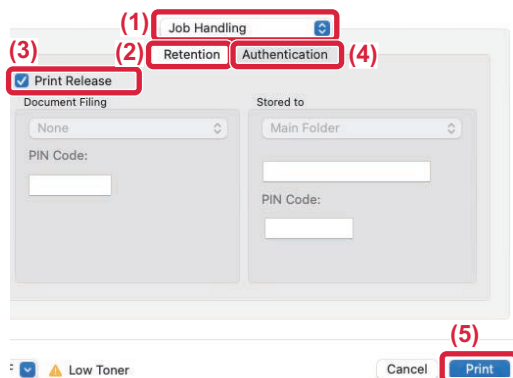 (1) Job Handling
(3) (2) Retention Authentication (4)
Print Release
Document Filing Stored to
None Main Folder
PIN Code:
PIN Code:
(5)
Low Toner Cancel Print